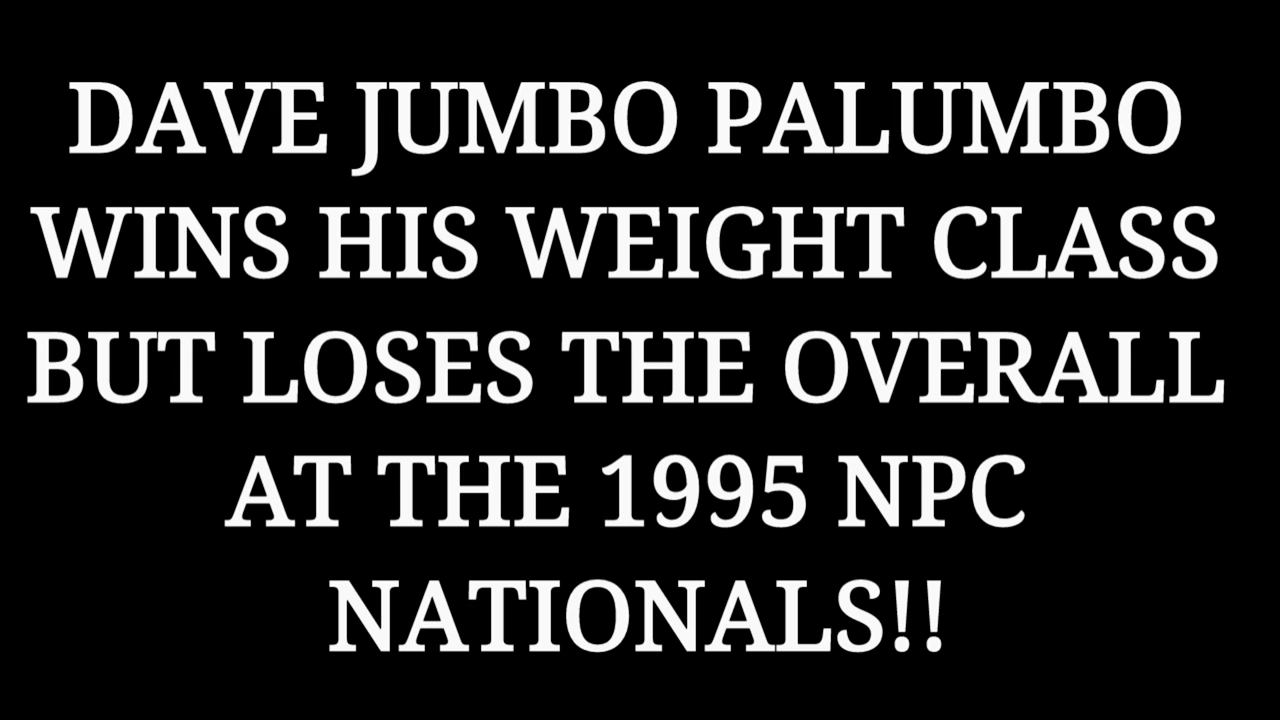 DAVE JUMBO PALUMBO
WINS HIS WEIGHT CLASS
BUT LOSES THE OVERALL
AT THE 1995 NPC
NATIONALS!!